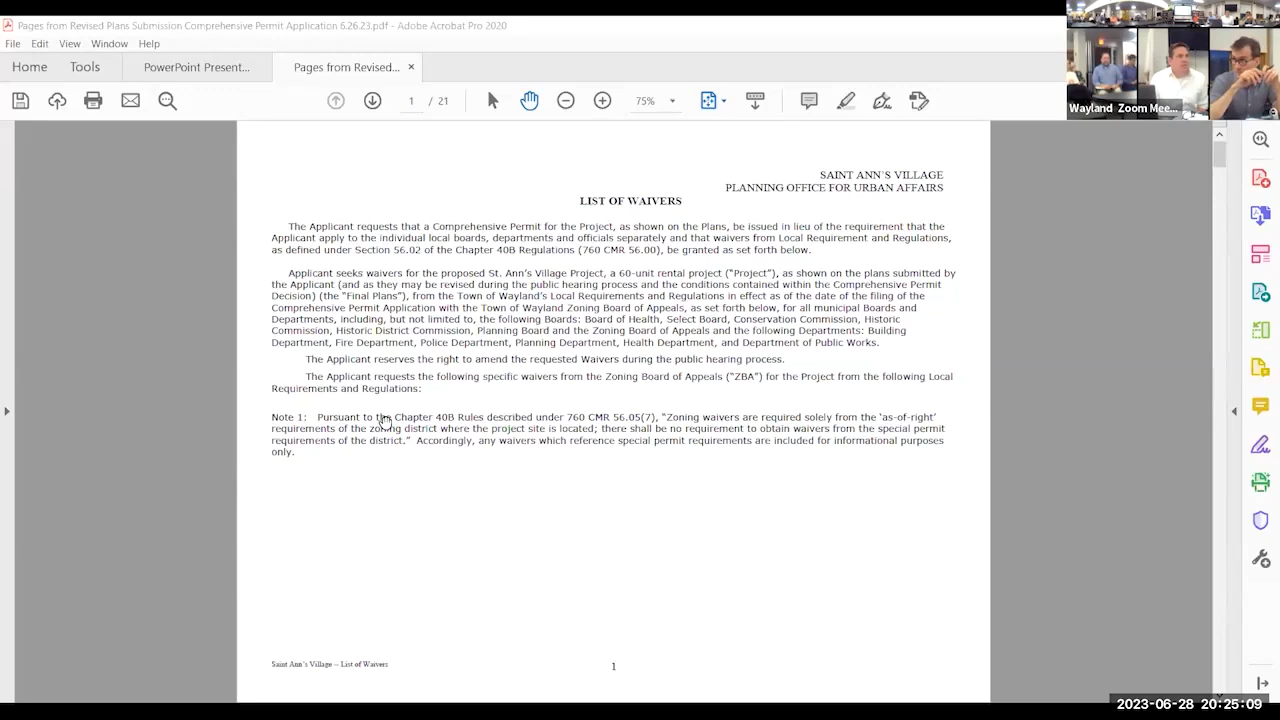 Pages from Revised Plans Submission Comprehensive Permit Application 6.26.23.pdf - Adobe Acrobat Pro 2020
File Edit View Window Help
Home Tools PowerPoint Present... Pages from Revised... ×
1 / 21 75%
Wayland Zoom Mee...
SAINT ANN'S VILLAGE
PLANNING OFFICE FOR URBAN AFFAIRS
LIST OF WAIVERS
The Applicant requests that a Comprehensive Permit for the Project, as shown on the Plans, be issued in lieu of the requirement that the
Applicant apply to the individual local boards, departments and officials separately and that waivers from Local Requirement and Regulations,
as defined under Section 56.02 of the Chapter 40B Regulations (760 CMR 56.00), be granted as set forth below.
Applicant seeks waivers for the proposed St. Ann's Village Project, a 60-unit rental project ("Project"), as shown on the plans submitted by
the Applicant (and as they may be revised during the public hearing process and the conditions contained within the Comprehensive Permit
Decision) (the "Final Plans"), from the Town of Wayland's Local Requirements and Regulations in effect as of the date of the filing of the
Comprehensive Permit Application with the Town of Wayland Zoning Board of Appeals, as set forth below, for all municipal Boards and
Departments, including, but not limited to, the following Boards: Board of Health, Select Board, Conservation Commission, Historic
Commission, Historic District Commission, Planning Board and the Zoning Board of Appeals and the following Departments: Building
Department, Fire Department, Police Department, Planning Department, Health Department, and Department of Public Works.
The Applicant reserves the right to amend the requested Waivers during the public hearing process.
The Applicant requests the following specific waivers from the Zoning Board of Appeals ("ZBA") for the Project from the following Local
Requirements and Regulations:
Note 1: Pursuant to the Chapter 40B Rules described under 760 CMR 56.05(7), "Zoning waivers are required solely from the 'as-of-right'
requirements of the zoning district where the project site is located; there shall be no requirement to obtain waivers from the special permit
requirements of the district." Accordingly, any waivers which reference special permit requirements are included for informational purposes
only.
Saint Ann's Village – List of Waivers 1
2023-06-28 20:25:09